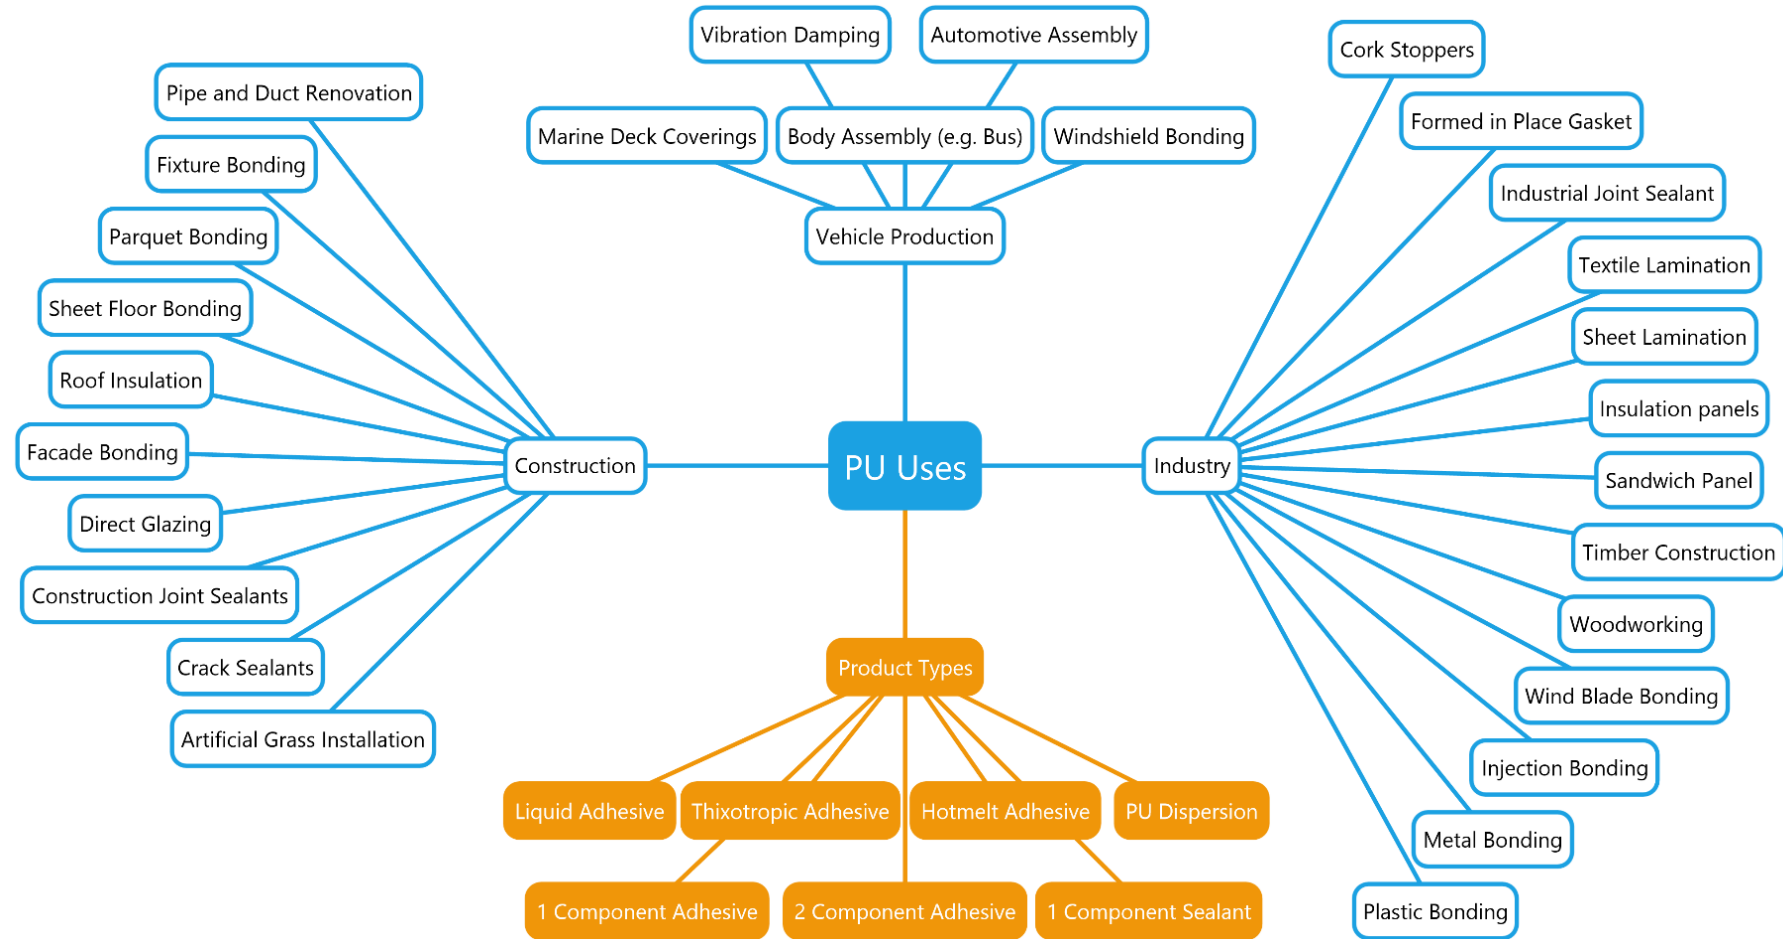 Vibration Damping
Automotive Assembly
Cork Stoppers
Pipe and Duct Renovation
Formed in Place Gasket
Marine Deck Coverings
Body Assembly (e.g. Bus)
Windshield Bonding
Fixture Bonding
Industrial Joint Sealant
Parquet Bonding
Vehicle Production
Textile Lamination
Sheet Floor Bonding
Sheet Lamination
Roof Insulation
Insulation panels
Facade Bonding
Construction
PU Uses
Industry
Sandwich Panel
Direct Glazing
Timber Construction
Construction Joint Sealants
Woodworking
Crack Sealants
Product Types
Wind Blade Bonding
Artificial Grass Installation
Injection Bonding
Liquid Adhesive
Thixotropic Adhesive
Hotmelt Adhesive
PU Dispersion
Metal Bonding
1 Component Adhesive
2 Component Adhesive
1 Component Sealant
Plastic Bonding